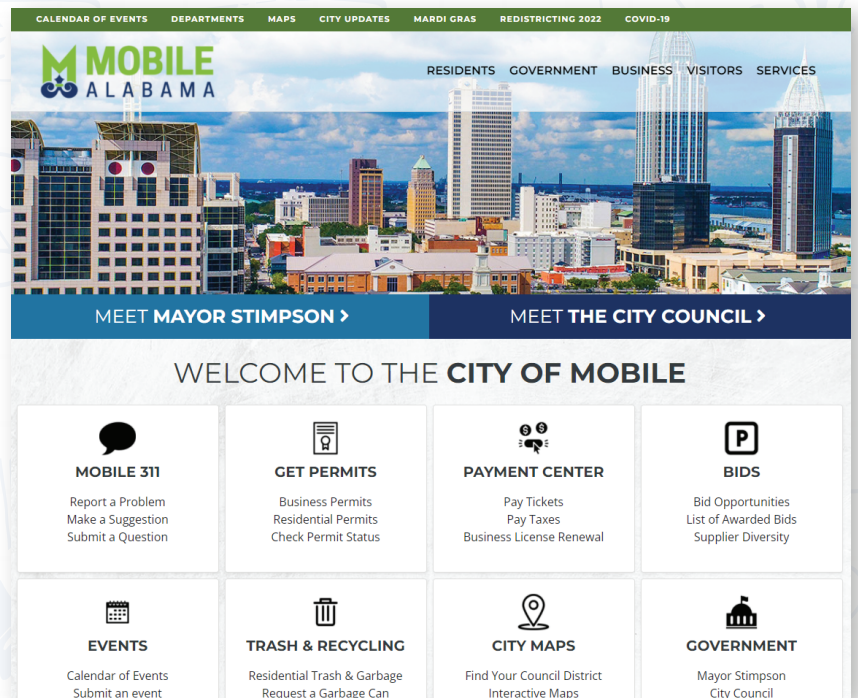 CALENDAR OF EVENTS DEPARTMENTS MAPS CITY UPDATES MARDI GRAS REDISTRICTING 2022 COVID-19
MOBILE
ALABAMA
RESIDENTS GOVERNMENT BUSINESS VISITORS SERVICES
MEET MAYOR STIMPSON >
MEET THE CITY COUNCIL >
WELCOME TO THE CITY OF MOBILE
MOBILE 311
Report a Problem
Make a Suggestion
Submit a Question
GET PERMITS
Business Permits
Residential Permits
Check Permit Status
PAYMENT CENTER
Pay Tickets
Pay Taxes
Business License Renewal
P
BIDS
Bid Opportunities
List of Awarded Bids
Supplier Diversity
EVENTS
Calendar of Events
Submit an event
TRASH & RECYCLING
Residential Trash & Garbage
Request a Garbage Can
CITY MAPS
Find Your Council District
Interactive Maps
GOVERNMENT
Mayor Stimpson
City Council